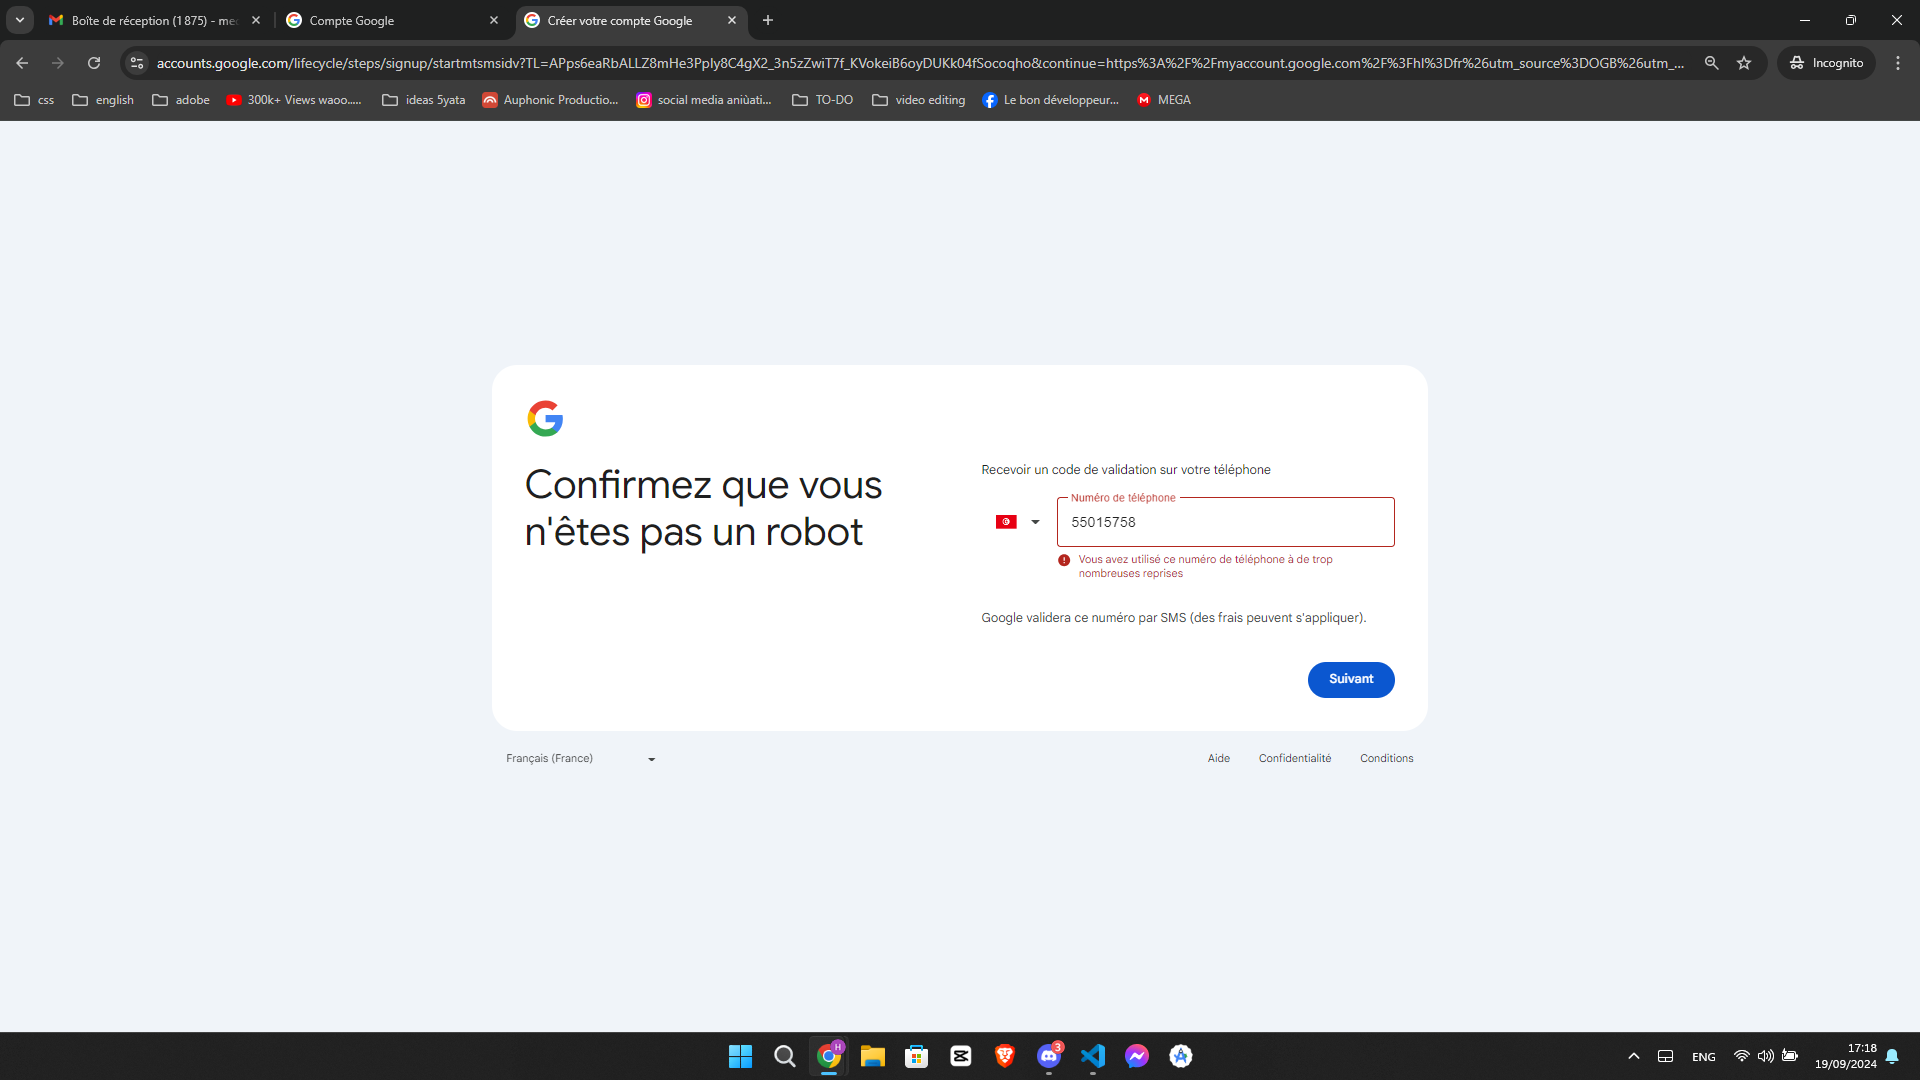 Boîte de réception (1 875) - med
Compte Google
Créer votre compte Google
accounts.google.com/lifecycle/steps/signup/startmtsmsidv?TL=APps6eaRbALLZ8mHe3PpIy8C4gX2_3n5zZwiT7f_KVokeiB6oyDUKk04fSocoqho&continue=https%3A%2F%2Fmyaccount.google.com%2F%3Fhl%3Dfr%26utm_source%3DOGB%26utm_...
Incognito
css
english
adobe
300k+ Views waoo.....
ideas 5yata
Auphonic Productio...
social media aniùati...
TO-DO
video editing
Le bon développeur...
MEGA
Confirmez que vous
n'êtes pas un robot
Recevoir un code de validation sur votre téléphone
Numéro de téléphone
55015758
Vous avez utilisé ce numéro de téléphone à de trop
nombreuses reprises
Google validera ce numéro par SMS (des frais peuvent s'appliquer).
Suivant
Français (France)
Aide
Confidentialité
Conditions
H
3
ENG
17:18
19/09/2024